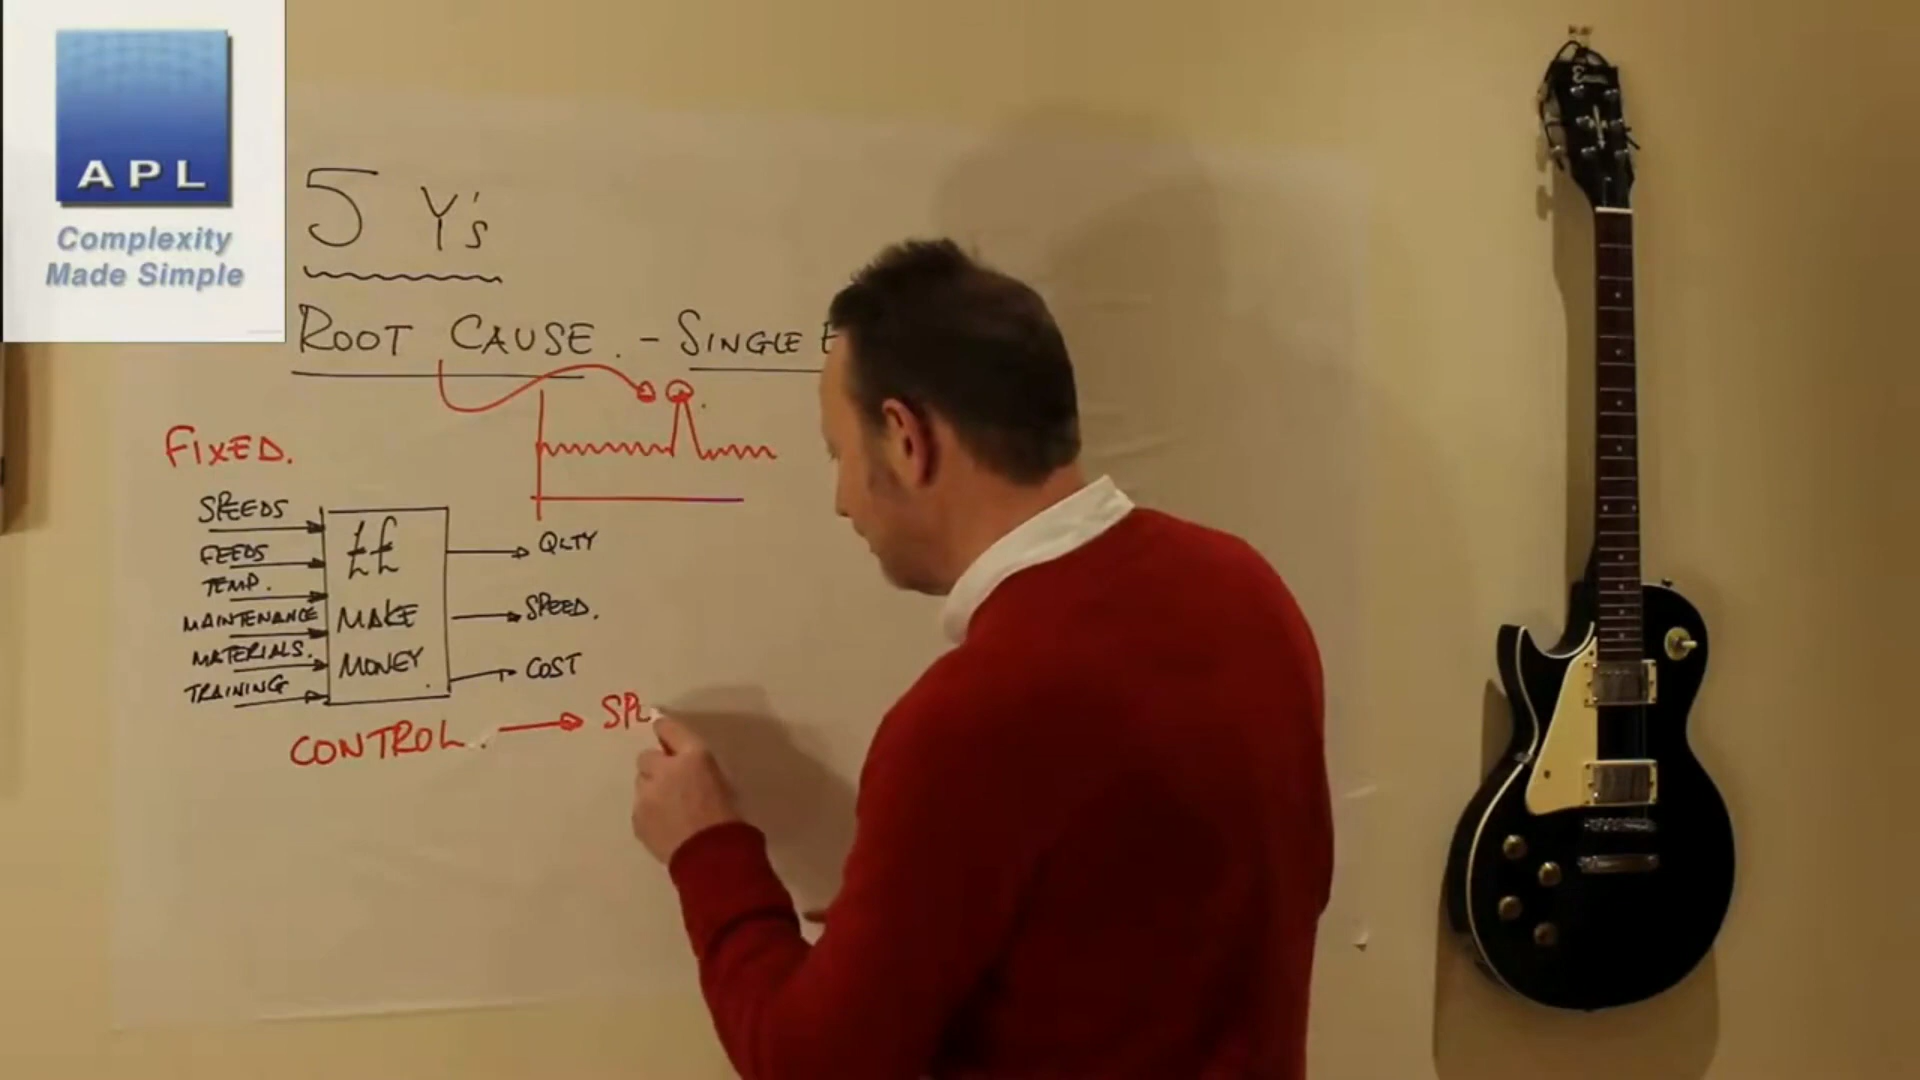 APL
Complexity
Made Simple
5 Y's
ROOT CAUSE. - SINGLE E
FIXED.
SPEEDS
FEEDS
TEMP.
MAINTENANCE
MATERIALS.
TRAINING
££
MAKE
MONEY.
QLTY
SPEED.
COST
CONTROL. → SPL